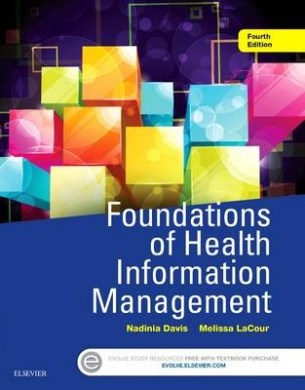 Fourth
Edition
Foundations
of Health
Information
Management
Nadinia Davis Melissa LaCour
EVOLVE STUDY RESOURCES FREE WITH TEXTBOOK PURCHASE
EVOLVE.ELSEVIER.COM
ELSEVIER